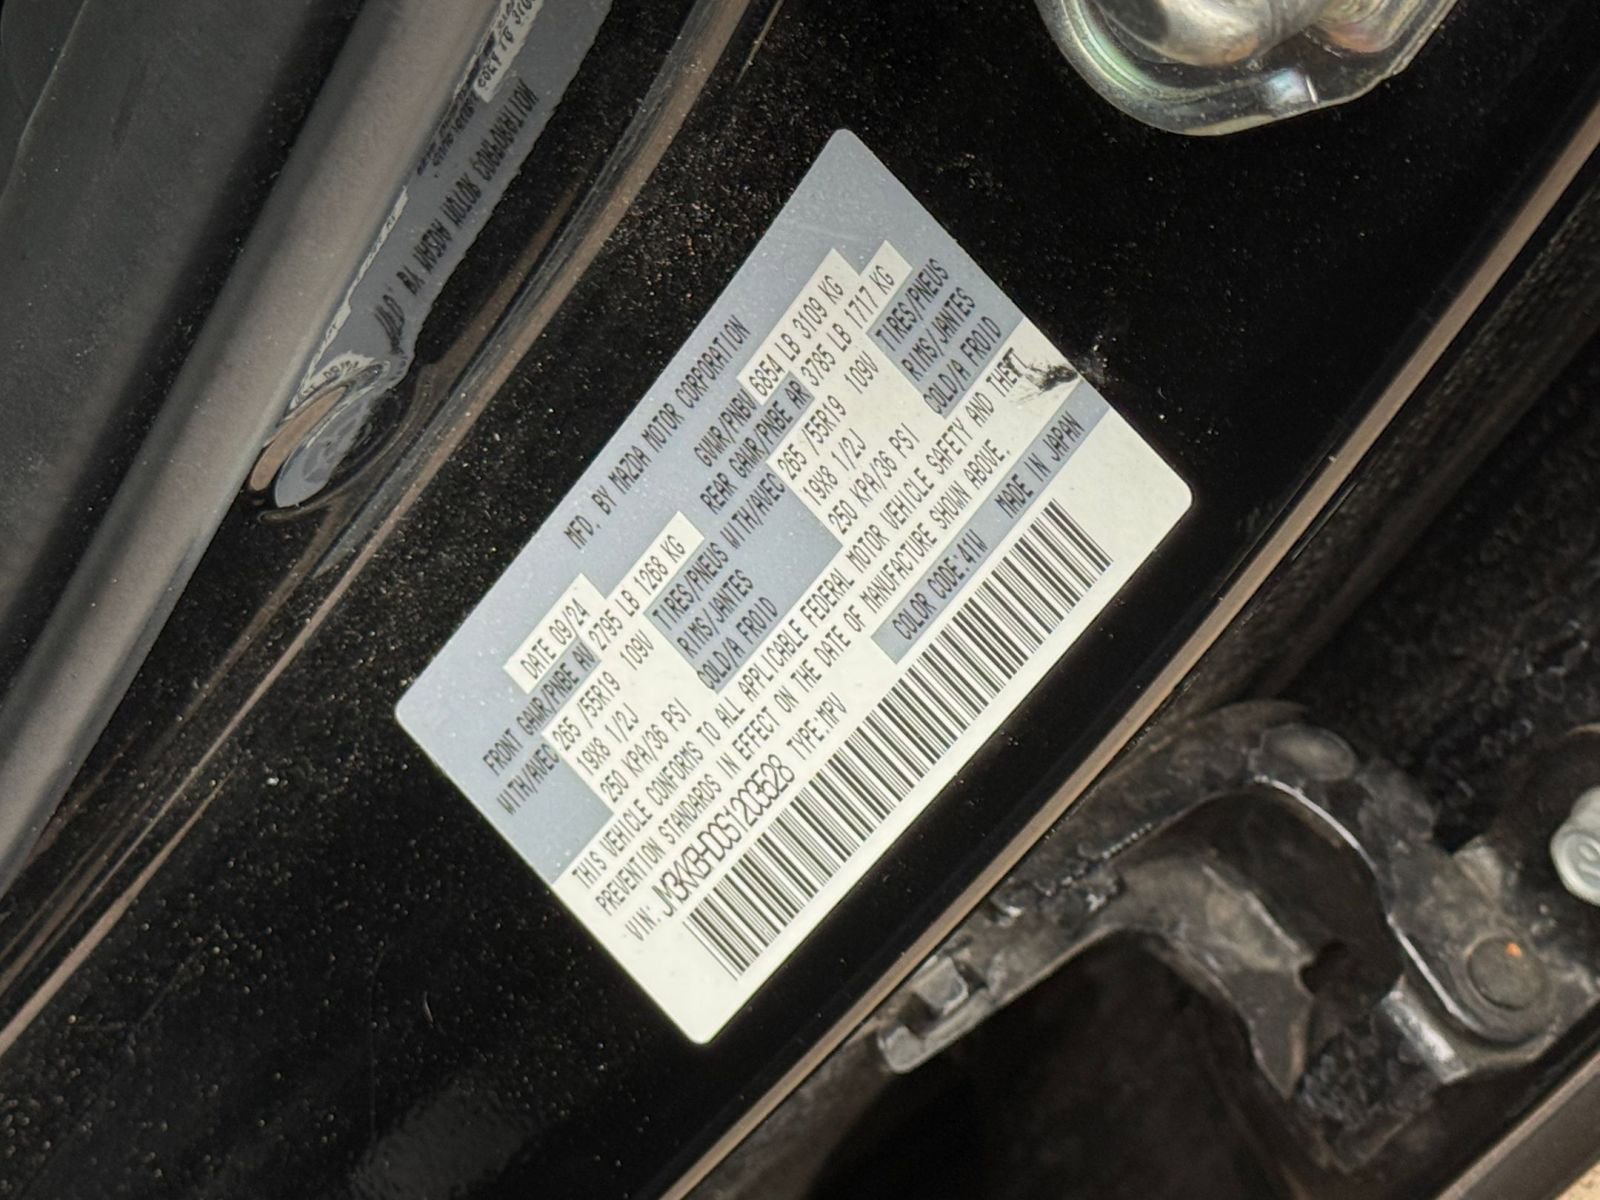 MFD. BY MAZDA MOTOR CORPORATION
DATE 09/24 GVWR/PNBV 6854 LB 3109 KG
FRONT GAWR/PNBE AV 2795 LB 1268 KG REAR GAWR/PNBE AR 3785 LB 1717 KG
WITH/AVEC 265 /55R19 109V TIRES/PNEUS WITH/AVEC 265 /55R19 109V TIRES/PNEUS
19X8 1/2J RIMS/JANTES 19X8 1/2J RIMS/JANTES
250 KPA/36 PSI COLD/A FROID 250 KPA/36 PSI COLD/A FROID
THIS VEHICLE CONFORMS TO ALL APPLICABLE FEDERAL MOTOR VEHICLE SAFETY AND THEFT
PREVENTION STANDARDS IN EFFECT ON THE DATE OF MANUFACTURE SHOWN ABOVE.
VIN: JM3KKBHD0S1203528 TYPE:MPV COLOR CODE:41W MADE IN JAPAN
BY MAZDA MOTOR CORPORATION